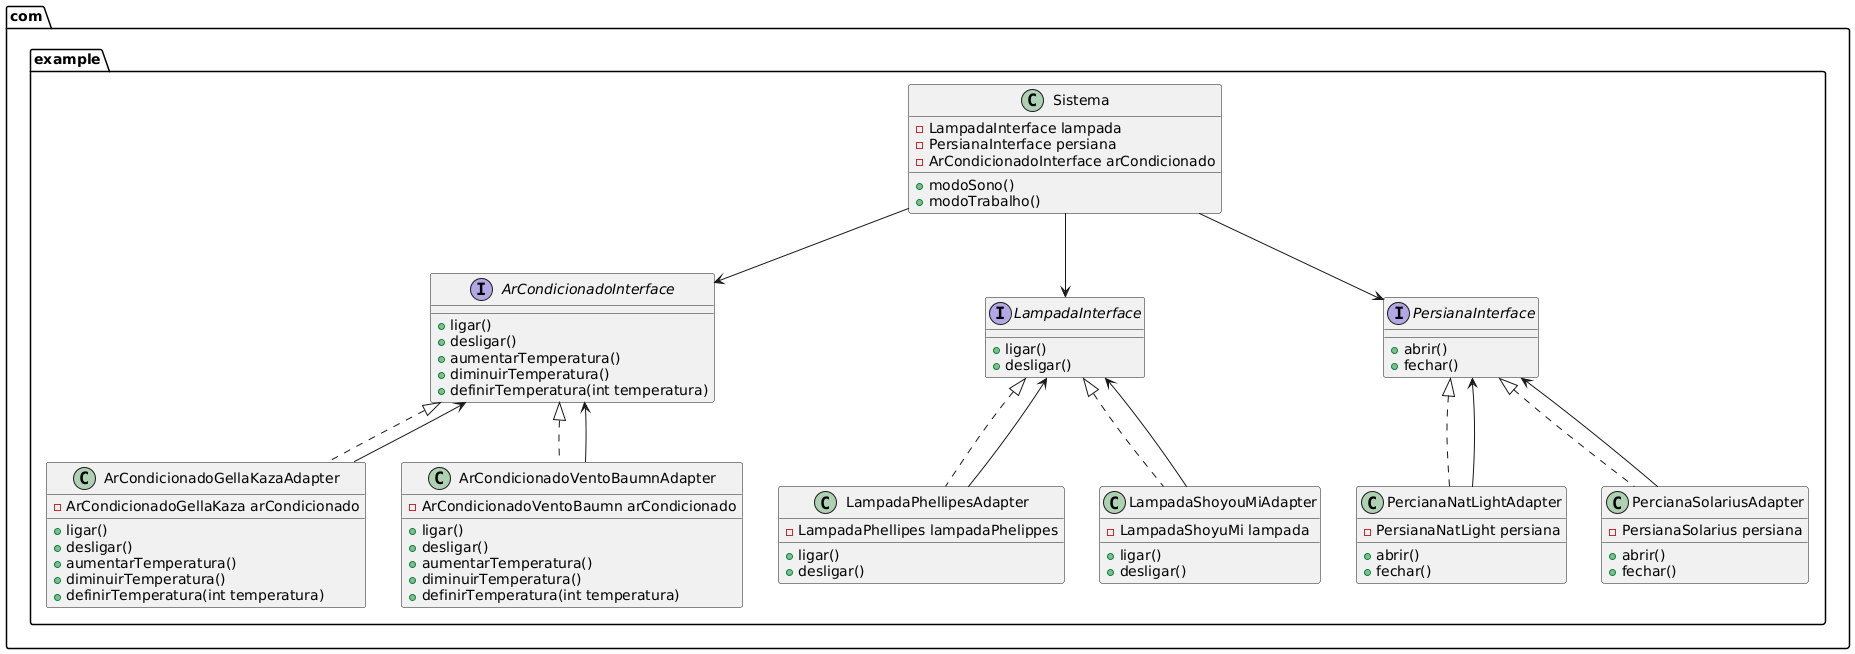 com
example
C Sistema
LampadaInterface lampada
PersianaInterface persiana
ArCondicionadoInterface arCondicionado
modoSono()
modoTrabalho()
I ArCondicionadoInterface
ligar()
desligar()
aumentarTemperatura()
diminuirTemperatura()
definirTemperatura(int temperatura)
I LampadaInterface
ligar()
desligar()
I PersianaInterface
abrir()
fechar()
C ArCondicionadoGellaKazaAdapter
ArCondicionadoGellaKaza arCondicionado
ligar()
desligar()
aumentarTemperatura()
diminuirTemperatura()
definirTemperatura(int temperatura)
C ArCondicionadoVentoBaumnAdapter
ArCondicionadoVentoBaumn arCondicionado
ligar()
desligar()
aumentarTemperatura()
diminuirTemperatura()
definirTemperatura(int temperatura)
C LampadaPhellipesAdapter
LampadaPhellipes lampadaPhelippes
ligar()
desligar()
C LampadaShoyouMiAdapter
LampadaShoyuMi lampada
ligar()
desligar()
C PercianaNatLightAdapter
PersianaNatLight persiana
abrir()
fechar()
C PercianaSolariusAdapter
PersianaSolarius persiana
abrir()
fechar()